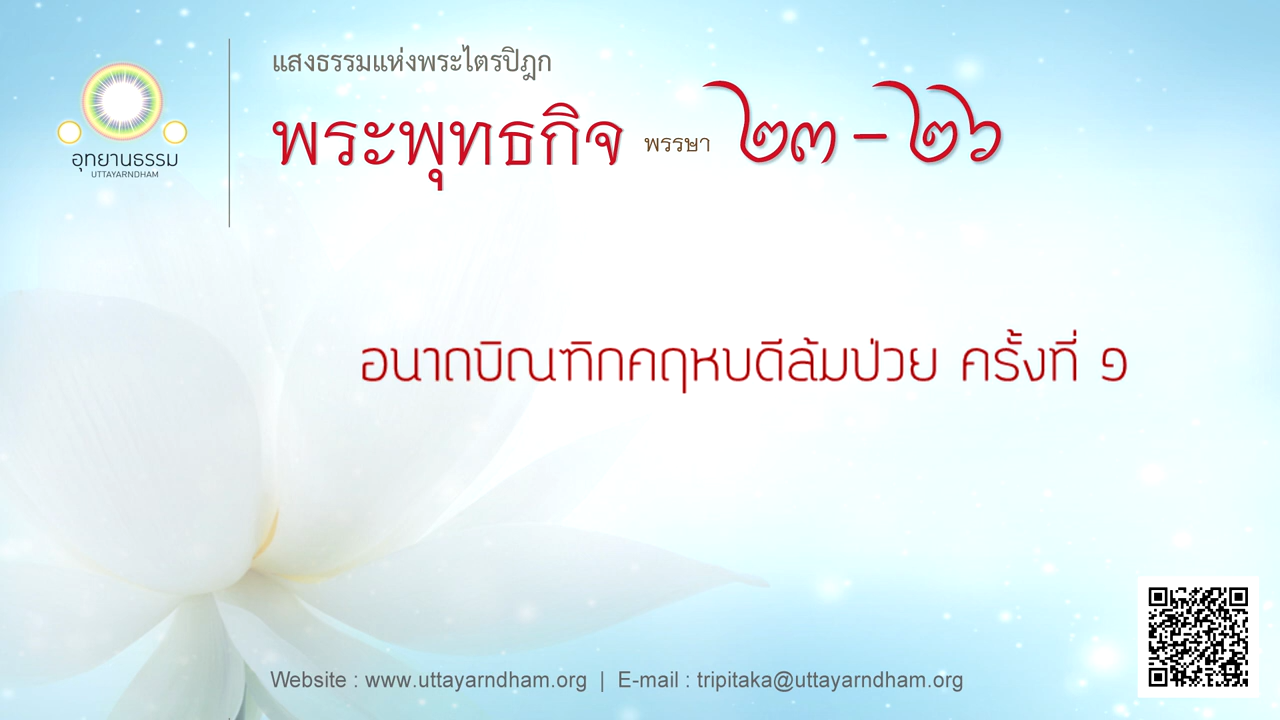 แสงธรรมแห่งพระไตรปิฎก
พระพุทธกิจ พรรษา ๒๓ – ๒๖
อุทยานธรรม
UTTAYARNDHAM
อนาถบิณฑิกคฤหบดีล้มป่วย ครั้งที่ ๑
Website : www.uttayarndham.org | E-mail : tripitaka@uttayarndham.org